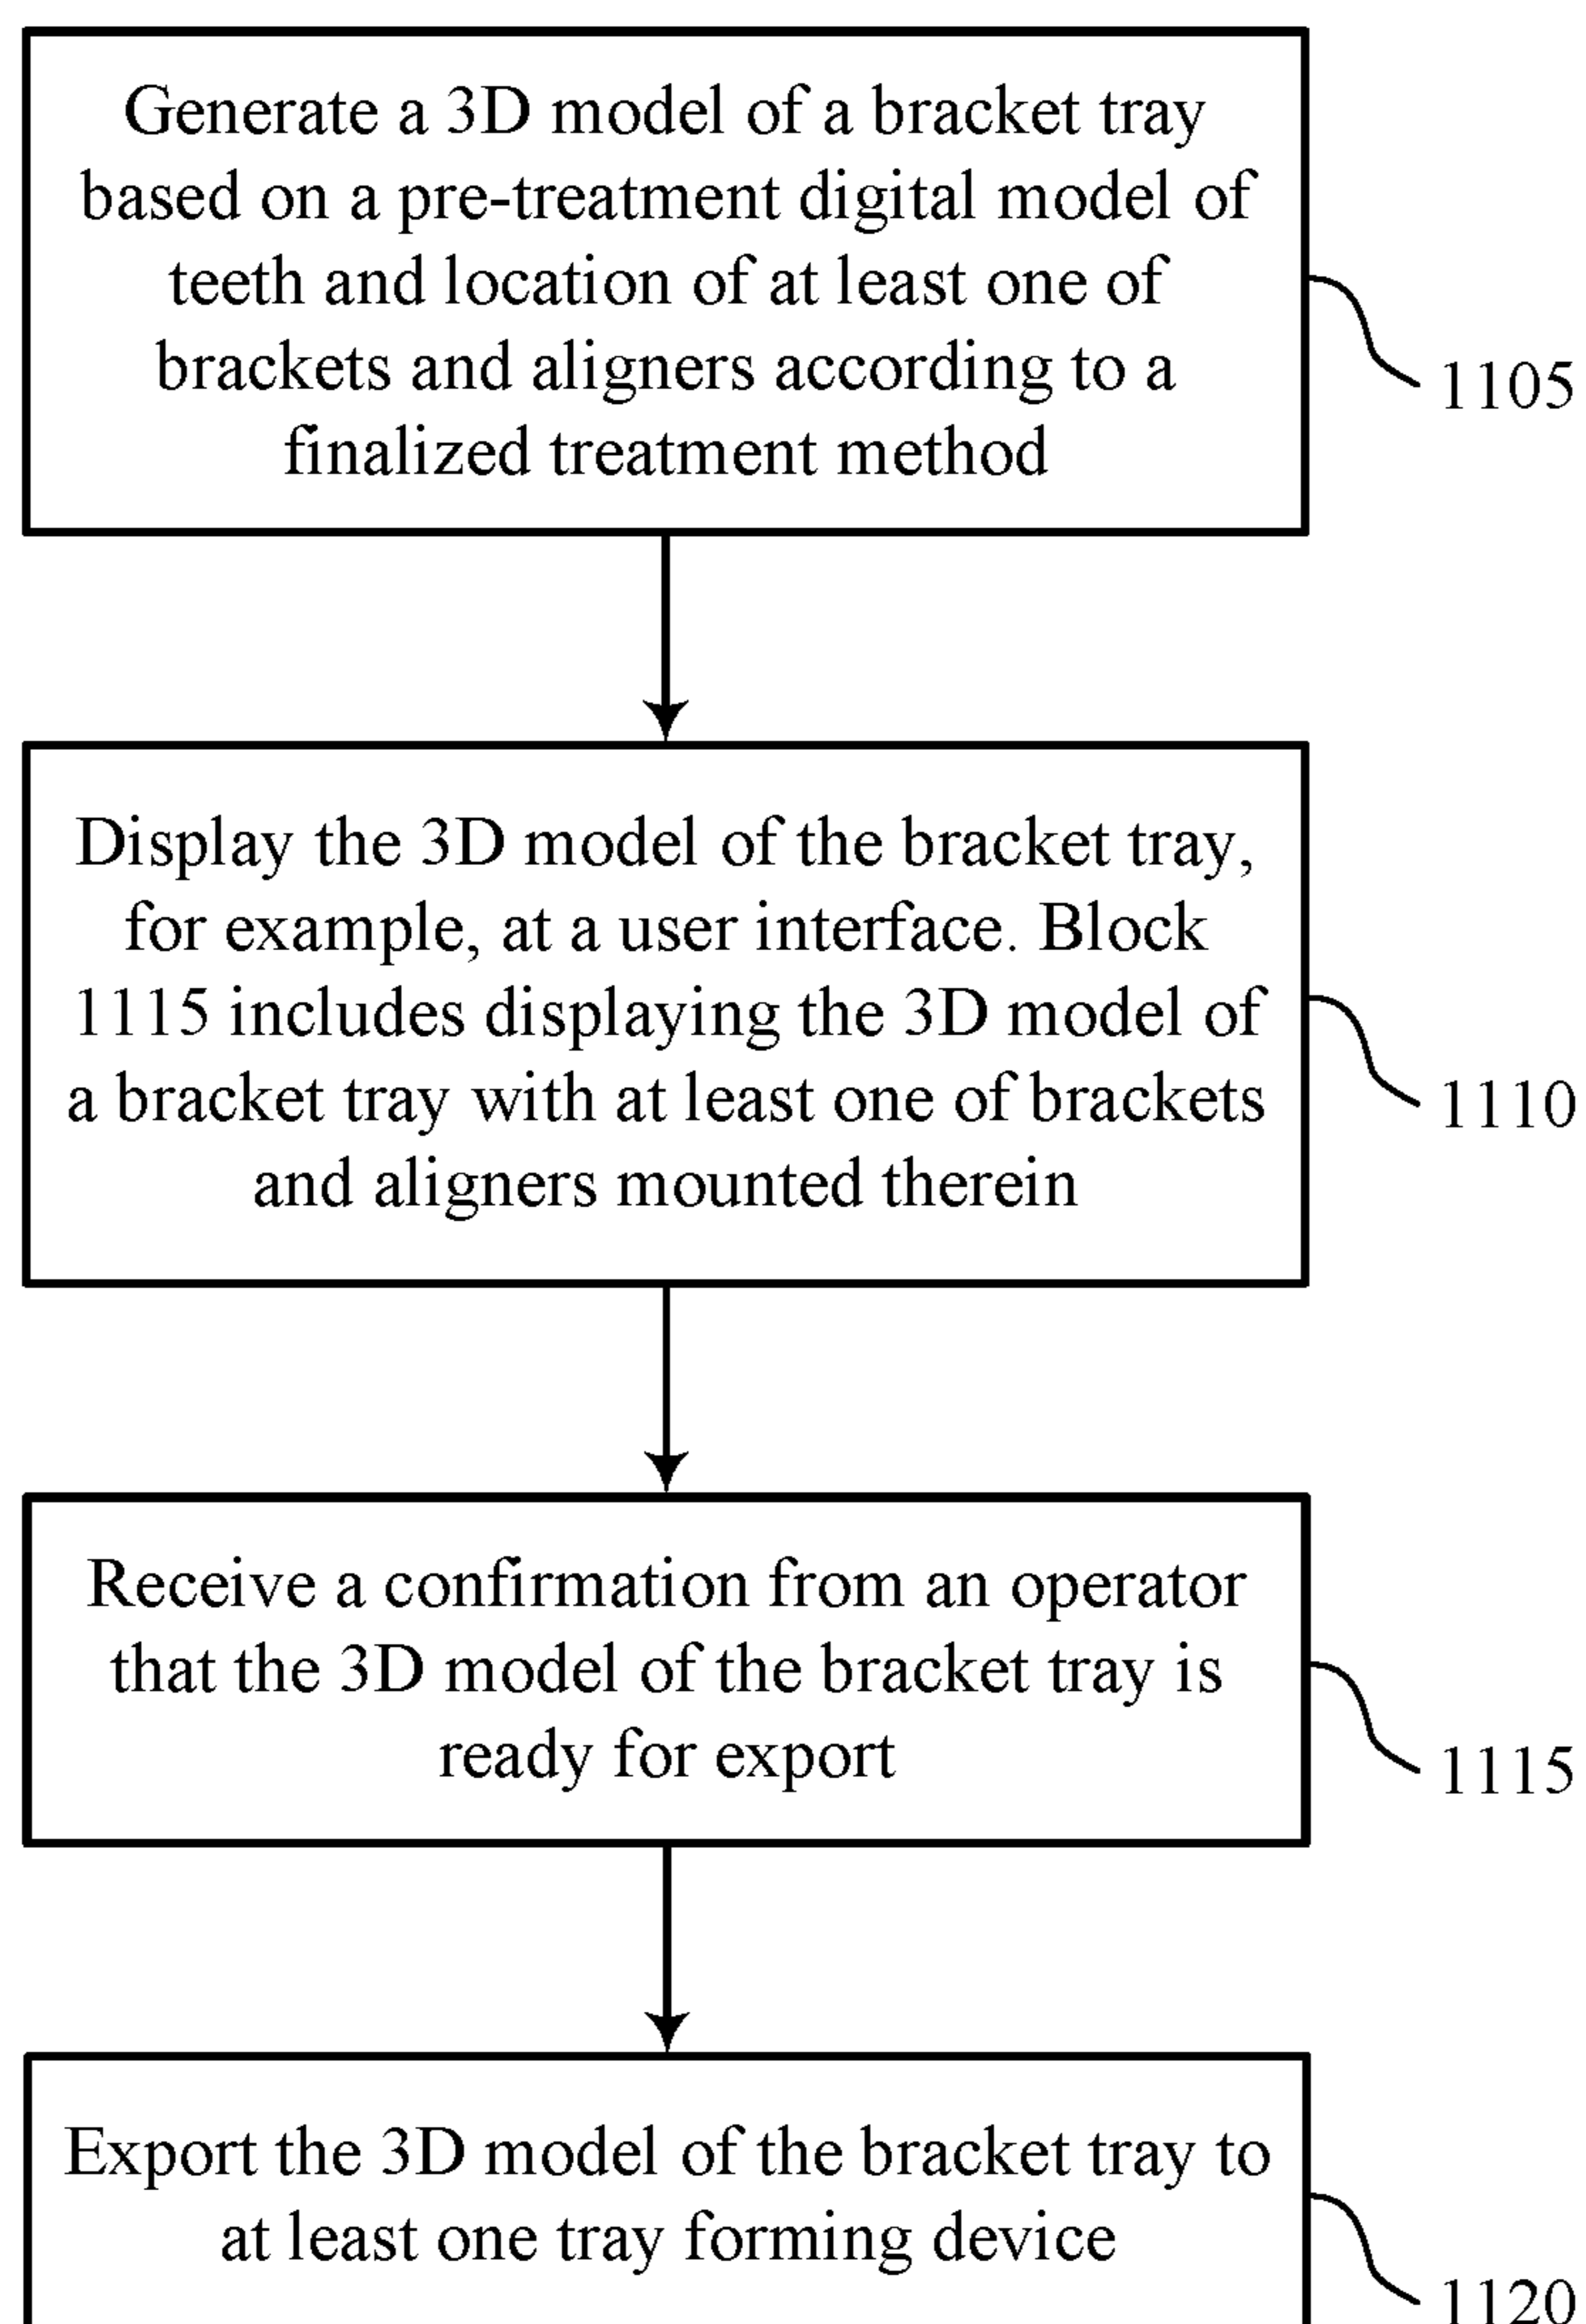 Generate a 3D model of a bracket tray
based on a pre-treatment digital model of
teeth and location of at least one of
brackets and aligners according to a
finalized treatment method
1105
Display the 3D model of the bracket tray,
for example, at a user interface. Block
1115 includes displaying the 3D model of
a bracket tray with at least one of brackets
and aligners mounted therein
1110
Receive a confirmation from an operator
that the 3D model of the bracket tray is
ready for export
1115
Export the 3D model of the bracket tray to
at least one tray forming device
1120